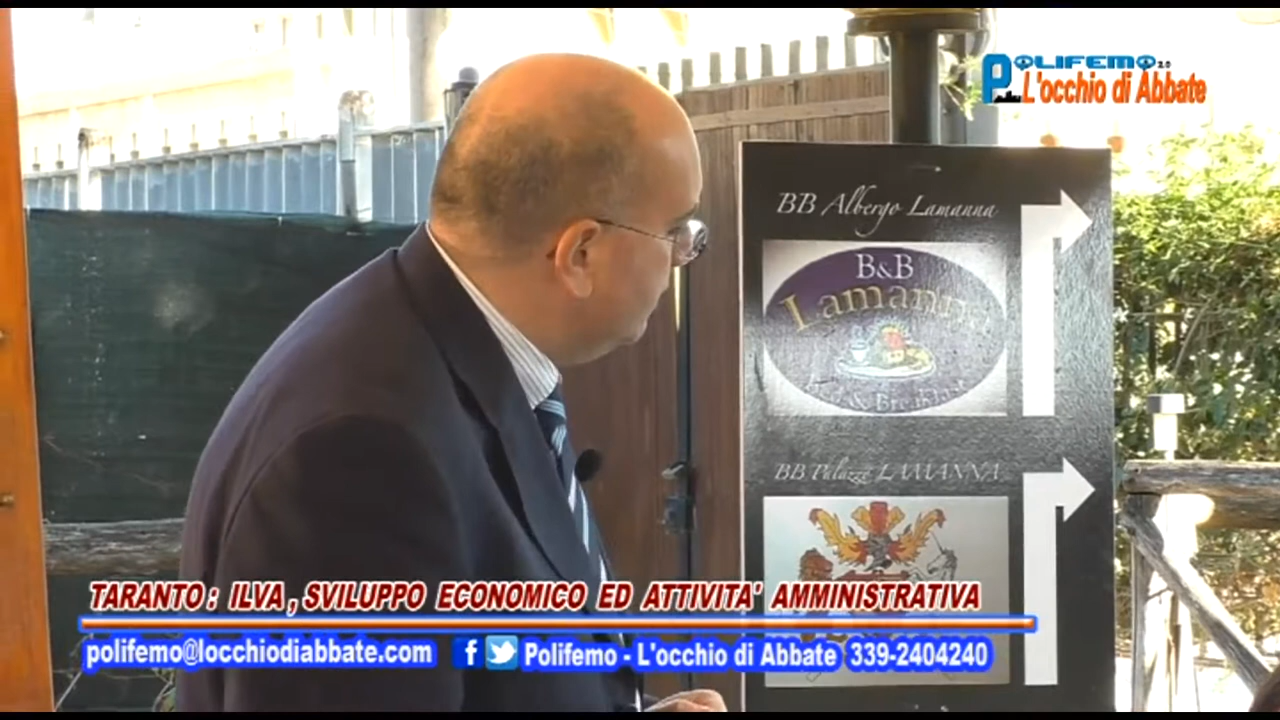 POLIFEMO 2.0
L'occhio di Abbate
BB Albergo Lamanna
B&B
Lamanna
Bed & Breakfast
BB Palazzo LAMANNA
TARANTO : ILVA , SVILUPPO ECONOMICO ED ATTIVITA' AMMINISTRATIVA
polifemo@locchiodiabbate.com f Polifemo - L'occhio di Abbate 339-2404240